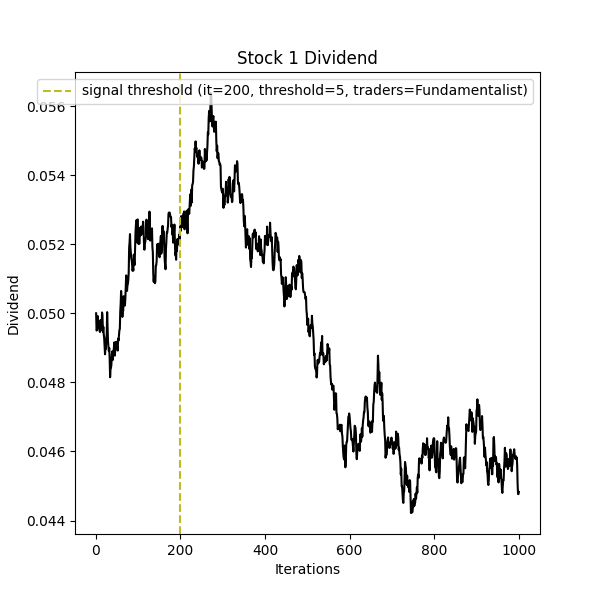 Stock 1 Dividend
signal threshold (it=200, threshold=5, traders=Fundamentalist)
0.056
0.054
0.052
0.050
0.048
0.046
0.044
Dividend
0 200 400 600 800 1000
Iterations